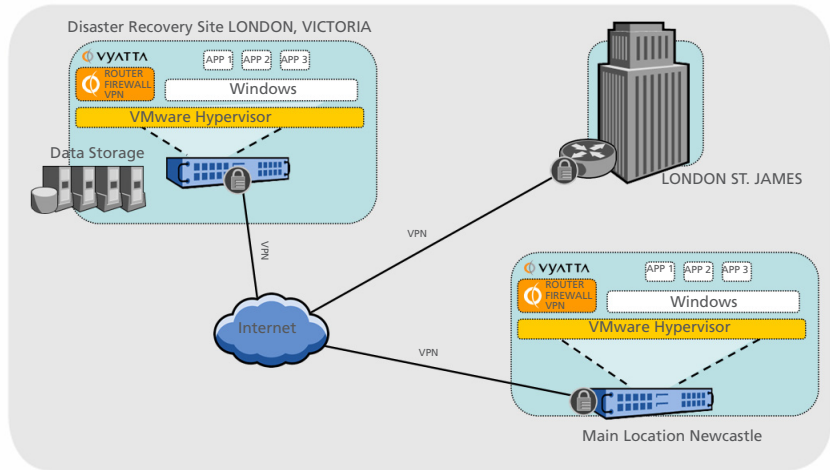 Disaster Recovery Site LONDON, VICTORIA
VYATTA
APP 1 APP 2 APP 3
ROUTER
FIREWALL
VPN
Windows
VMware Hypervisor
Data Storage
LONDON ST. JAMES
VPN
VPN
Internet
VPN
VYATTA
APP 1 APP 2 APP 3
ROUTER
FIREWALL
VPN
Windows
VMware Hypervisor
Main Location Newcastle